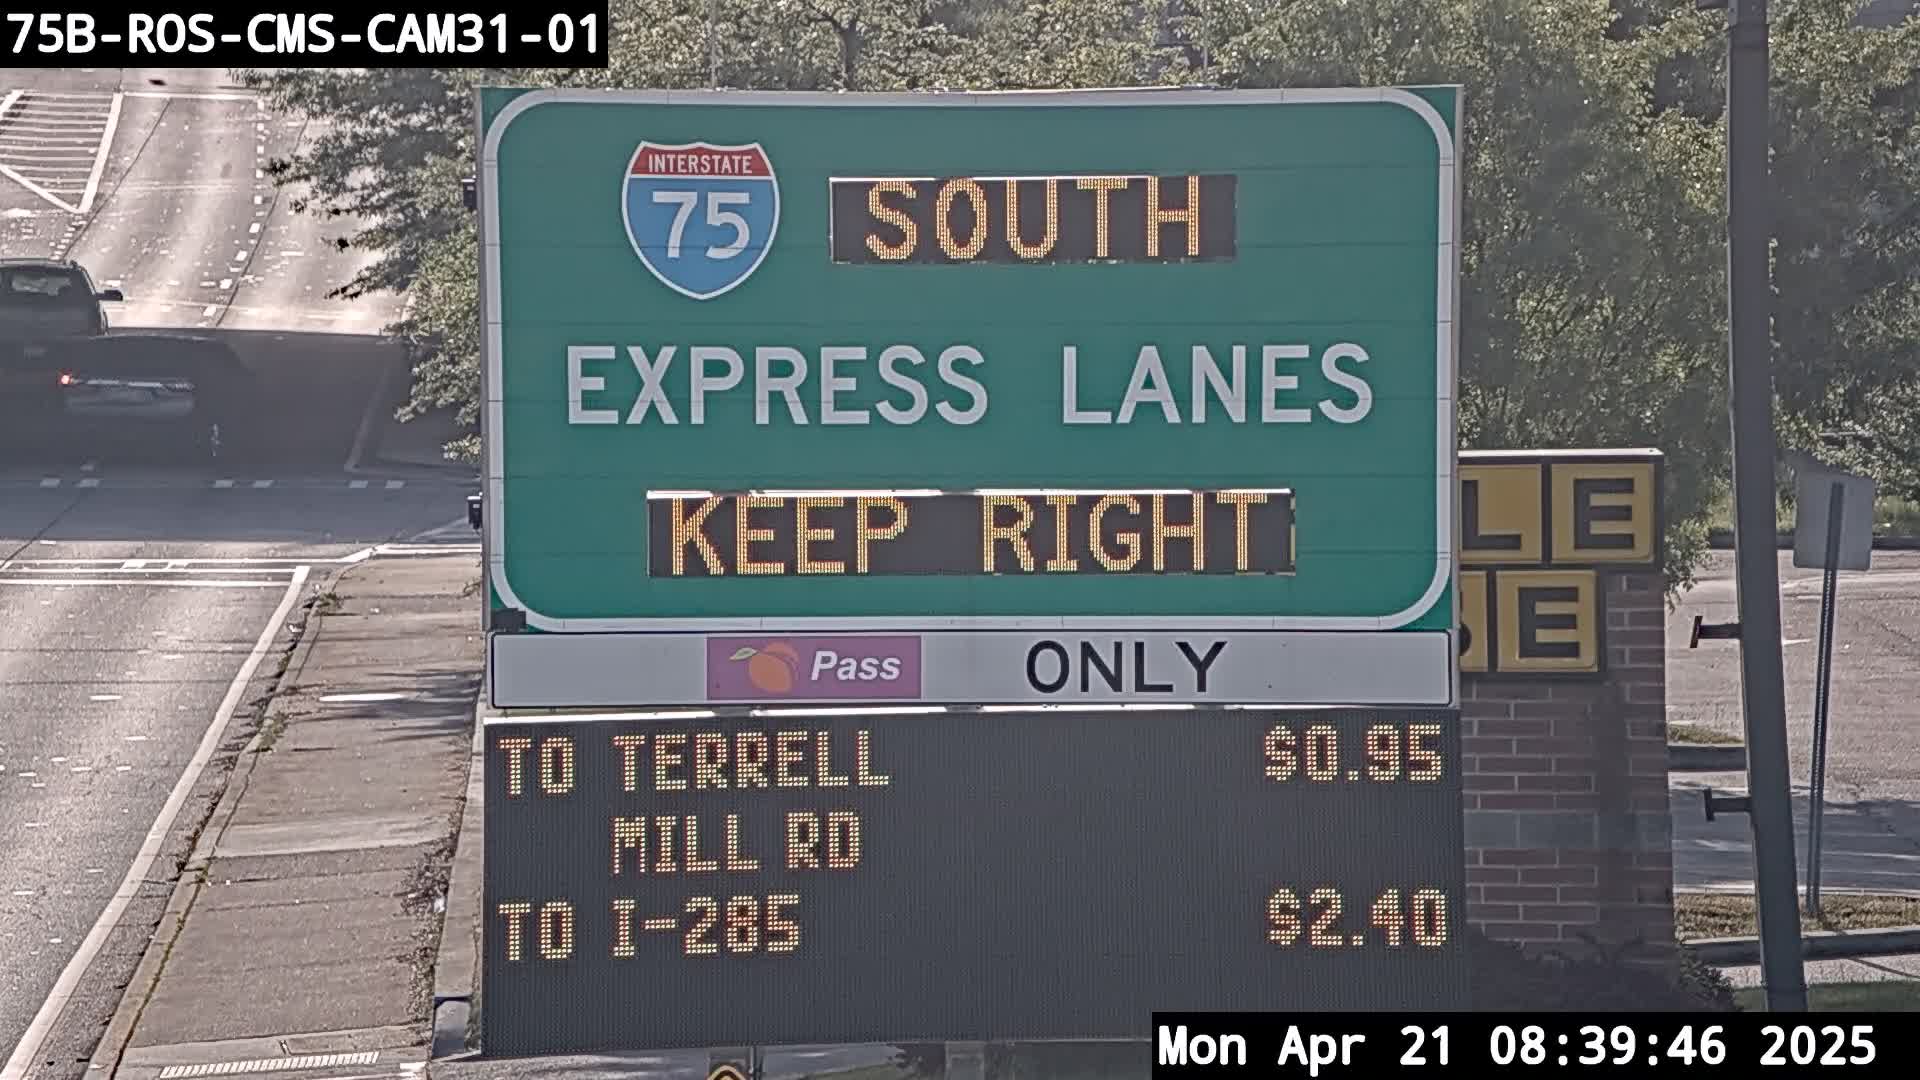 75B-ROS-CMS-CAM31-01
INTERSTATE
75
SOUTH
EXPRESS LANES
KEEP RIGHT
LE
E
Pass ONLY
TO TERRELL $0.95
MILL RD
TO I-285 $2.40
Mon Apr 21 08:39:46 2025